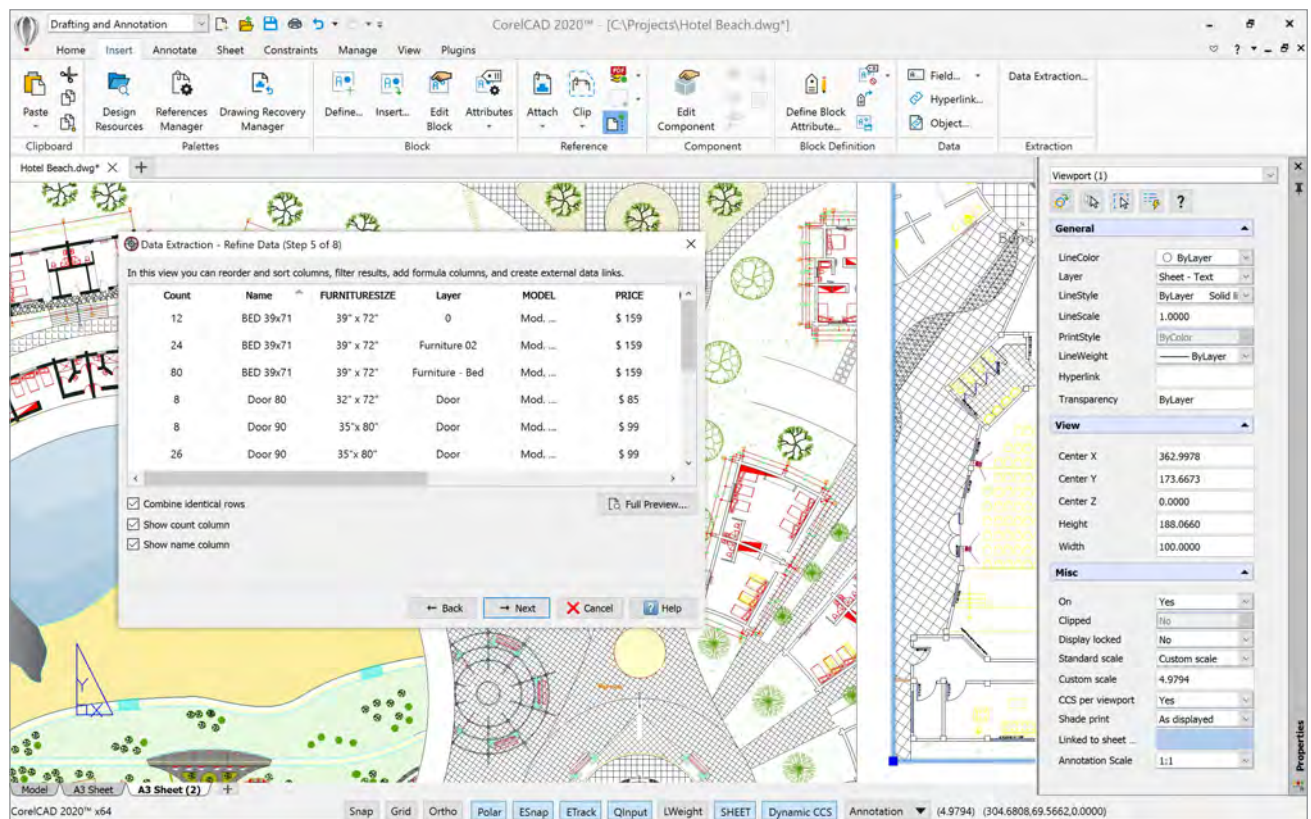 Drafting and Annotation
CorelCAD 2020™ - [C:\Projects\Hotel Beach.dwg*]
Home Insert Annotate Sheet Constraints Manage View Plugins
Paste
Design Resources
References Manager
Drawing Recovery Manager
Define...
Insert...
Edit Block
Attributes
Attach
Clip
PDF
Edit Component
Define Block Attribute...
Field...
Hyperlink...
Object...
Data Extraction...
Clipboard Palettes Block Reference Component Block Definition Data Extraction
Hotel Beach.dwg*
Data Extraction - Refine Data (Step 5 of 8)
In this view you can reorder and sort columns, filter results, add formula columns, and create external data links.
Count Name FURNITURESIZE Layer MODEL PRICE
12 BED 39x71 39" x 72" 0 Mod. ... $ 159
24 BED 39x71 39" x 72" Furniture 02 Mod. ... $ 159
80 BED 39x71 39" x 72" Furniture - Bed Mod. ... $ 159
8 Door 80 32" x 72" Door Mod. ... $ 85
8 Door 90 35"x 80" Door Mod. ... $ 99
26 Door 90 35"x 80" Door Mod. ... $ 99
Combine identical rows
Full Preview....
Show count column
Show name column
← Back → Next Cancel ? Help
Y
X
Viewport (1)
General
LineColor ByLayer
Layer Sheet - Text
LineStyle ByLayer Solid li
LineScale 1.0000
PrintStyle ByColor
LineWeight ByLayer
Hyperlink
Transparency ByLayer
View
Center X 362.9978
Center Y 173.6673
Center Z 0.0000
Height 188.0660
Width 100.0000
Misc
On Yes
Clipped No
Display locked No
Standard scale Custom scale
Custom scale 4.9794
CCS per viewport Yes
Shade print As displayed
Linked to sheet ...
Annotation Scale 1:1
Properties
Model A3 Sheet A3 Sheet (2) +
CorelCAD 2020™ x64
Snap Grid Ortho Polar ESnap ETrack QInput LWeight SHEET Dynamic CCS Annotation (4.9794) (304.6808,69.5662,0.0000)